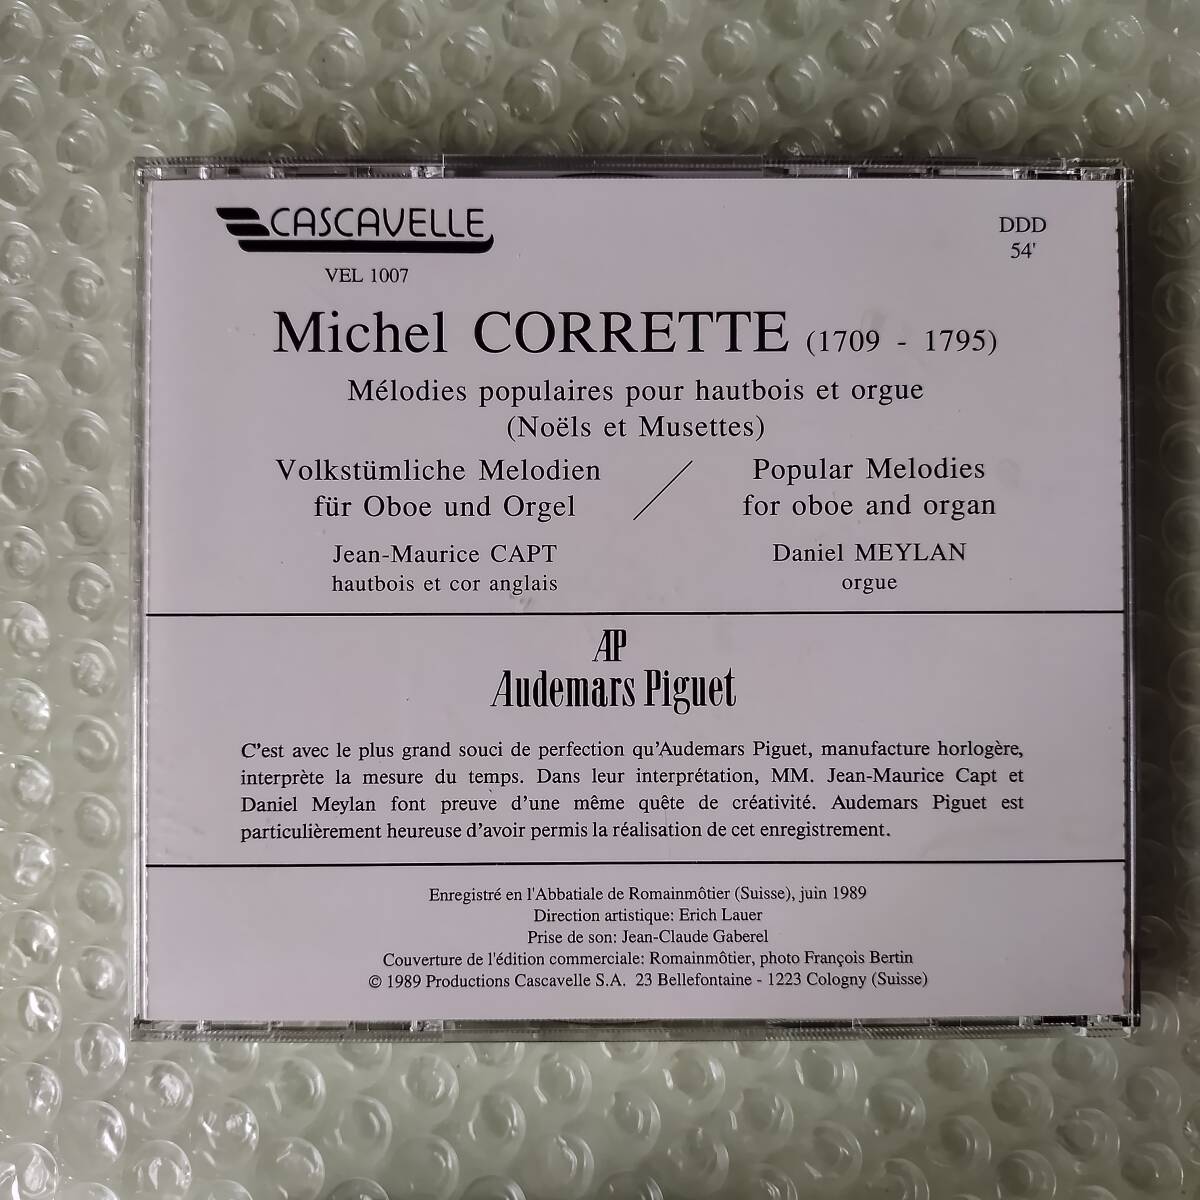 CASCAVELLE
VEL 1007
DDD
54'
Michel CORRETTE (1709 - 1795)
Mélodies populaires pour hautbois et orgue
(Noëls et Musettes)
Volkstümliche Melodien
für Oboe und Orgel
Popular Melodies
for oboe and organ
Jean-Maurice CAPT
hautbois et cor anglais
Daniel MEYLAN
orgue
AP
Audemars Piguet
C'est avec le plus grand souci de perfection qu'Audemars Piguet, manufacture horlogère,
interprète la mesure du temps. Dans leur interprétation, MM. Jean-Maurice Capt et
Daniel Meylan font preuve d'une même quête de créativité. Audemars Piguet est
particulièrement heureuse d'avoir permis la réalisation de cet enregistrement.
Enregistré en l'Abbatiale de Romainmôtier (Suisse), juin 1989
Direction artistique: Erich Lauer
Prise de son: Jean-Claude Gaberel
Couverture de l'édition commerciale: Romainmôtier, photo François Bertin
© 1989 Productions Cascavelle S.A. 23 Bellefontaine - 1223 Cologny (Suisse)